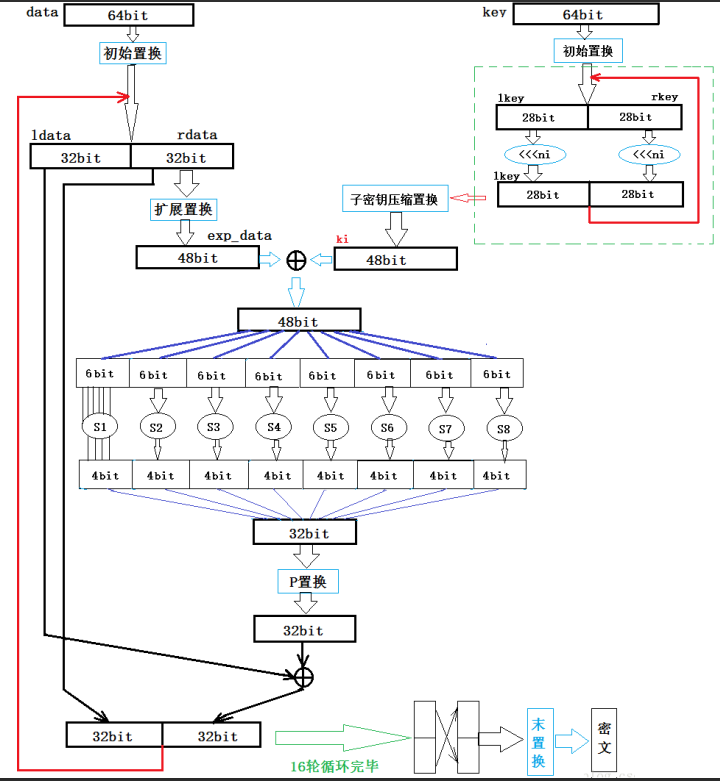 data
64bit
key
64bit
初始置换
初始置换
lkey
rkey
28bit
28bit
<<<ni
<<<ni
lkey
28bit
28bit
ldata
rdata
32bit
32bit
扩展置换
子密钥压缩置换
exp_data
ki
48bit
48bit
48bit
6bit
6bit
6bit
6bit
6bit
6bit
6bit
6bit
S1
S2
S3
S4
S5
S6
S7
S8
4bit
4bit
4bit
4bit
4bit
4bit
4bit
4bit
32bit
P置换
32bit
32bit
32bit
16轮循环完毕
末置换
密文